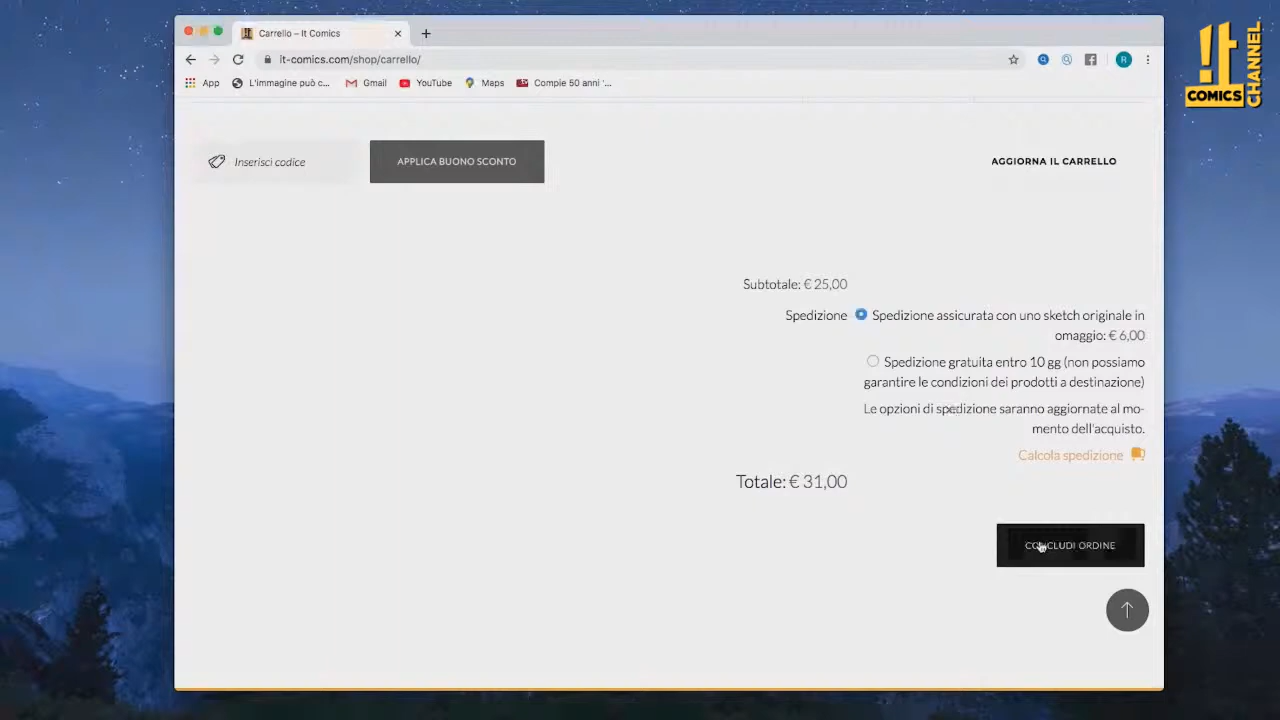 Carrello – It Comics
it-comics.com/shop/carrello/
R
App
L'immagine può c...
Gmail
YouTube
Maps
Compie 50 anni '...
!t
COMICS
CHANNEL
Inserisci codice
APPLICA BUONO SCONTO
AGGIORNA IL CARRELLO
Subtotale: € 25,00
Spedizione
Spedizione assicurata con uno sketch originale in
omaggio: € 6,00
Spedizione gratuita entro 10 gg (non possiamo
garantire le condizioni dei prodotti a destinazione)
Le opzioni di spedizione saranno aggiornate al mo-
mento dell'acquisto.
Calcola spedizione
Totale: € 31,00
CONCLUDI ORDINE